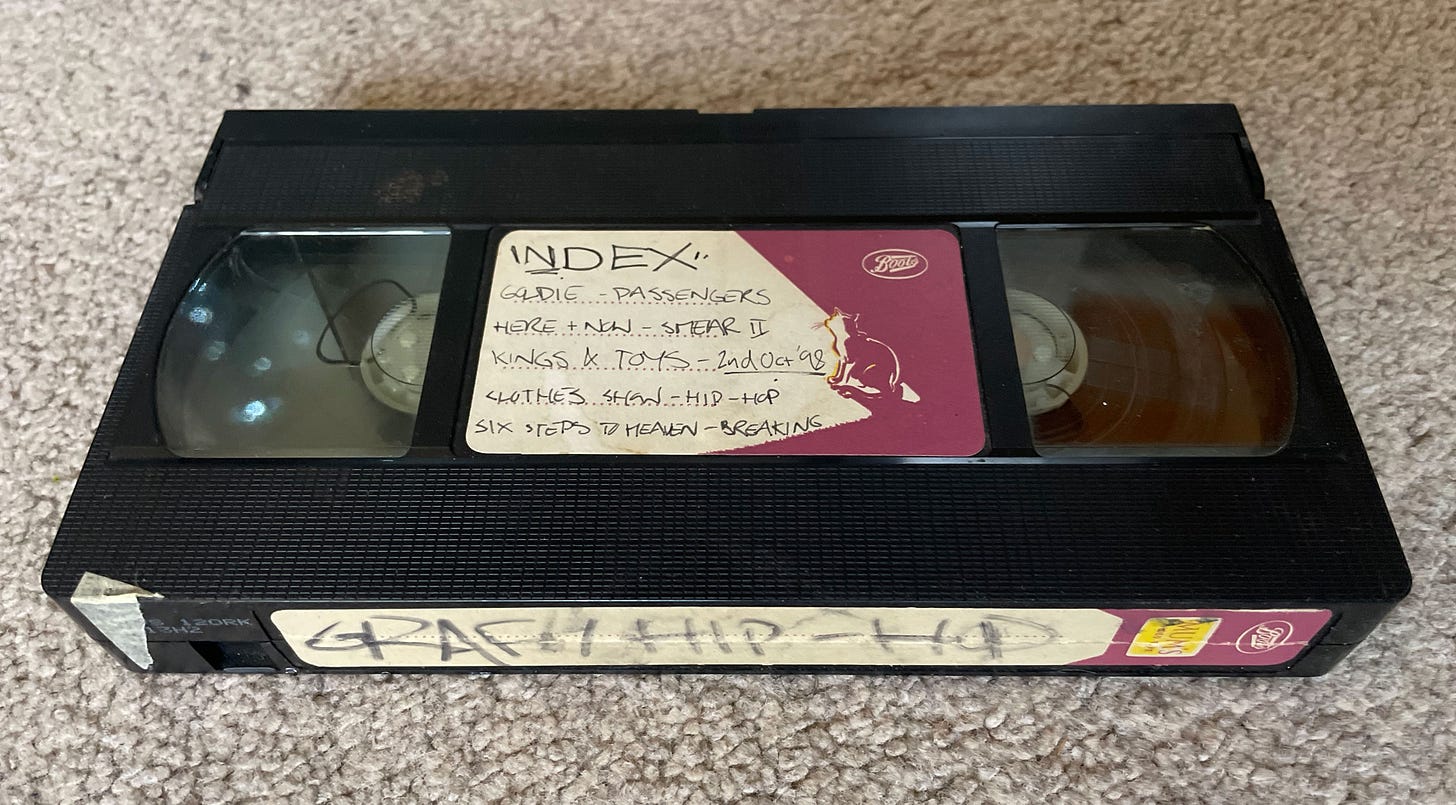 "INDEX"
GOLDIE - PASSENGERS
HERE + NOW - SMEAR II
KINGS & TOYS - 2nd Oct '98
CLOTHES SHOW - HIP-HOP
SIX STEPS TO HEAVEN - BREAKING
Boots
120RK
GRAFF / HIP-HOP
Boots